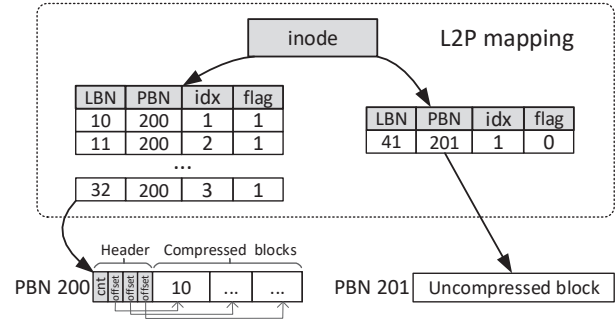 inode
L2P mapping
LBN PBN idx flag
10 200 1 1
11 200 2 1
...
32 200 3 1
LBN PBN idx flag
41 201 1 0
Header Compressed blocks
PBN 200 cnt offset offset offset 10 ... ...
PBN 201 Uncompressed block